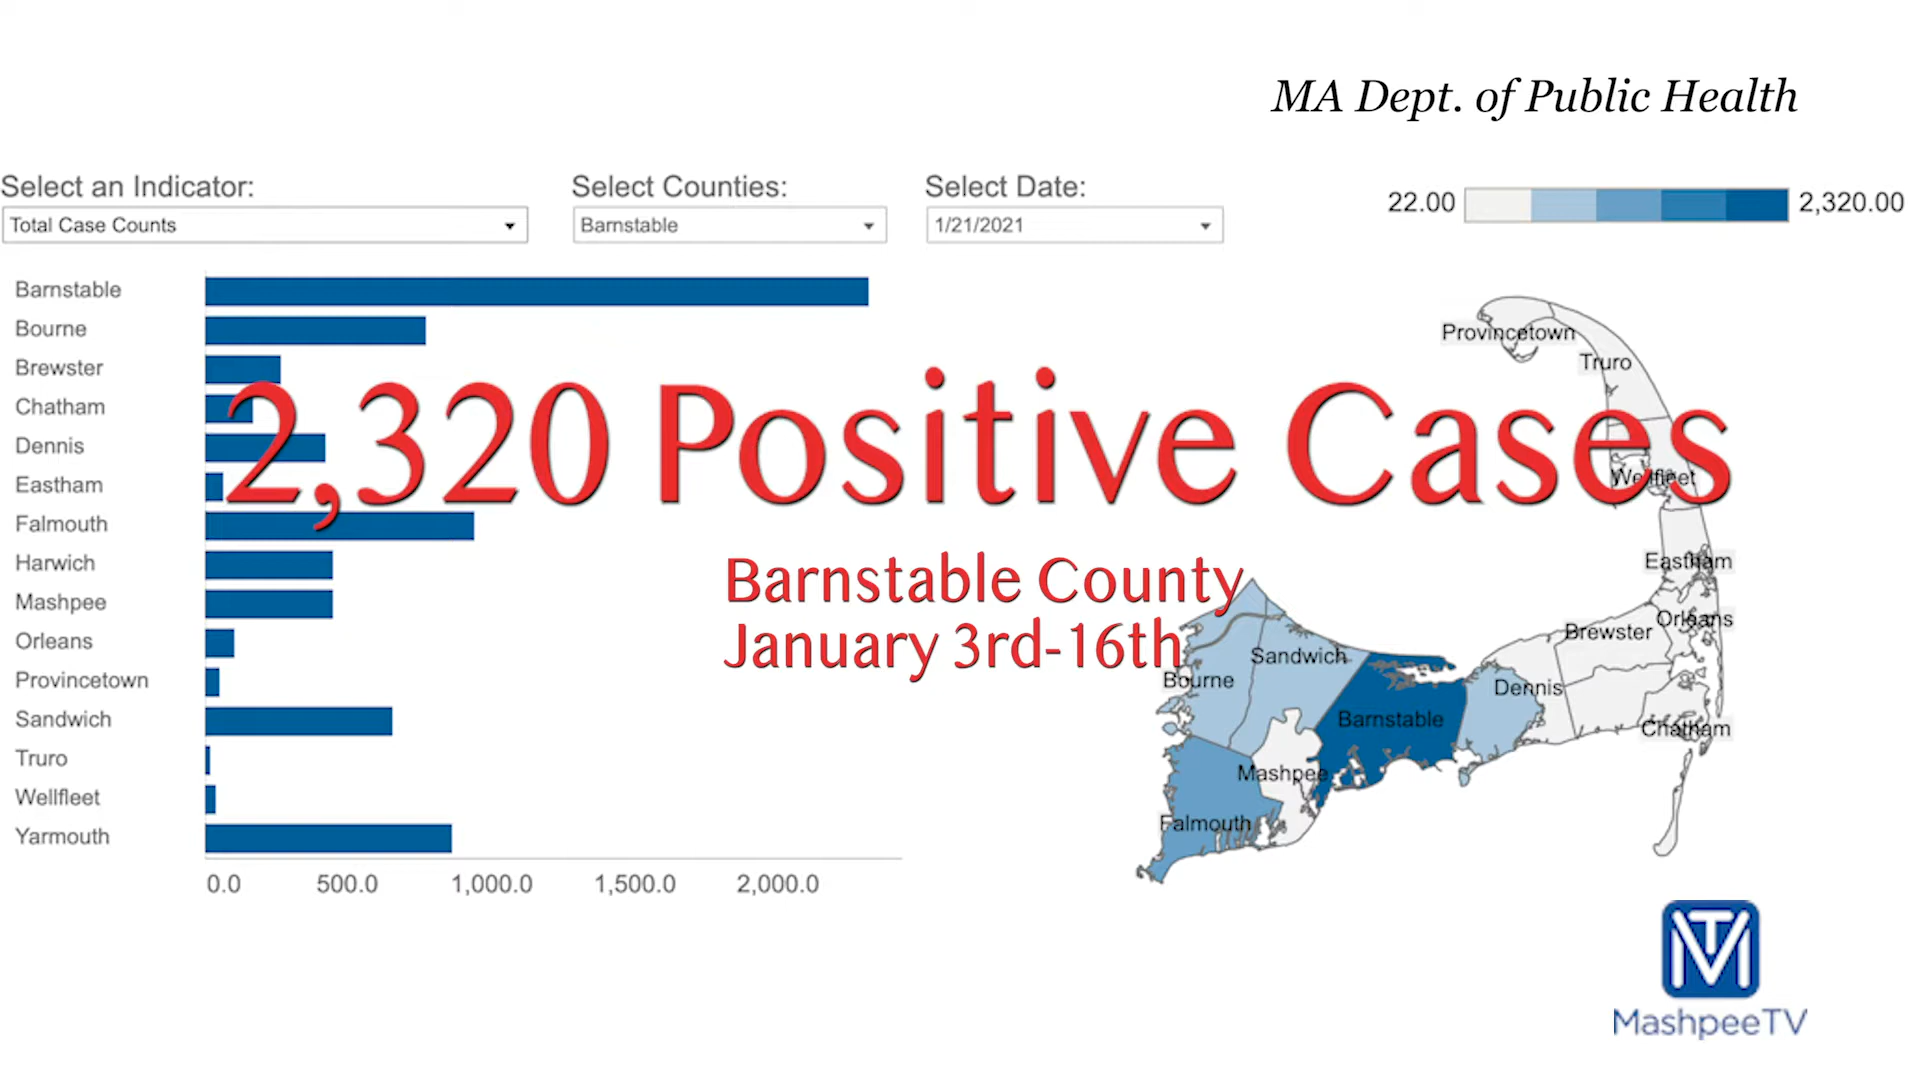 MA Dept. of Public Health
Select an Indicator:
Total Case Counts
Select Counties:
Barnstable
Select Date:
1/21/2021
22.00
2,320.00
Barnstable
Bourne
Brewster
Chatham
Dennis
Eastham
Falmouth
Harwich
Mashpee
Orleans
Provincetown
Sandwich
Truro
Wellfleet
Yarmouth
0.0 500.0 1,000.0 1,500.0 2,000.0
2,320 Positive Cases
Barnstable County
January 3rd-16th
Provincetown
Truro
Wellfleet
Eastham
Orleans
Brewster
Sandwich
Bourne
Dennis
Barnstable
Chatham
Mashpee
Falmouth
MashpeeTV